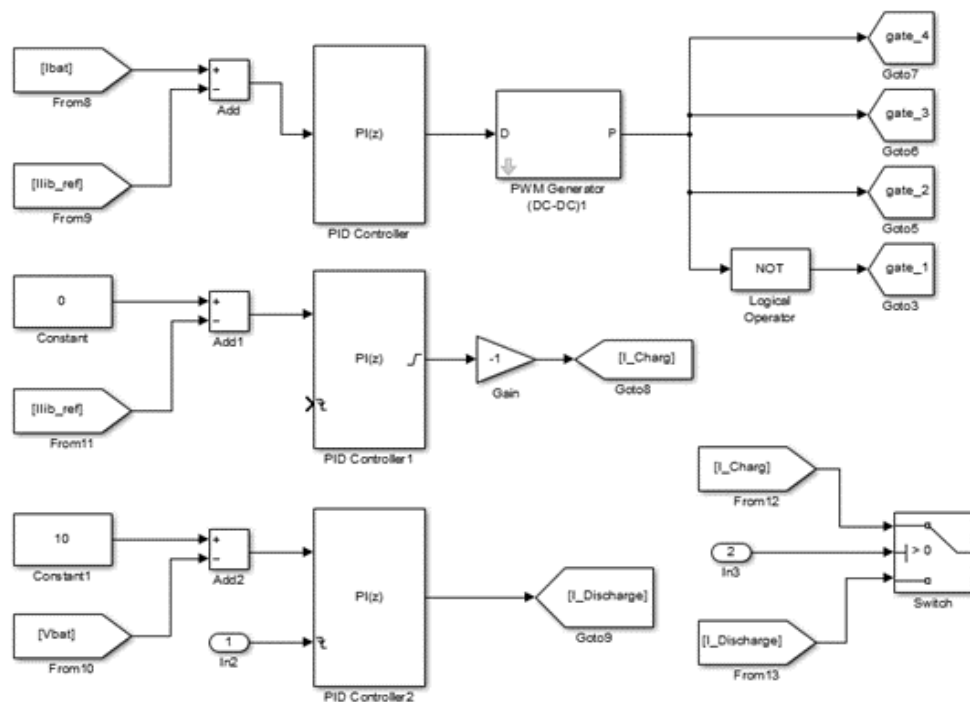 [Ibat]
From8
+
−
Add
[Ilib_ref]
From9
PI(z)
PID Controller
D
P
PWM Generator
(DC-DC)1
gate_4
Goto7
gate_3
Goto6
gate_2
Goto5
NOT
Logical
Operator
gate_1
Goto3
0
Constant
+
−
Add1
[Ilib_ref]
From11
PI(z)
PID Controller1
-1
Gain
[I_Charg]
Goto8
10
Constant1
+
−
Add2
[Vbat]
From10
1
In2
PI(z)
PID Controller2
[I_Discharge]
Goto9
[I_Charg]
From12
2
In3
> 0
Switch
[I_Discharge]
From13